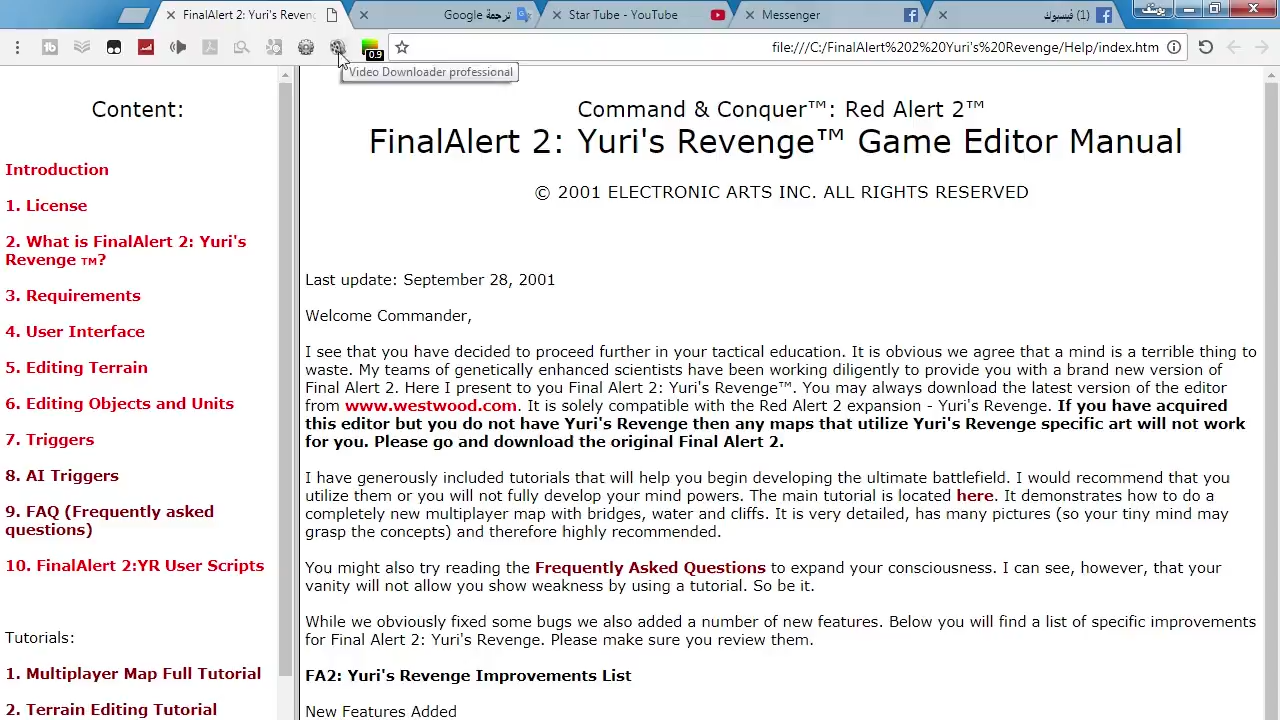 FinalAlert 2: Yuri's Reveng
ترجمة Google
Star Tube - YouTube
Messenger
(1) فيسبوك
يوسف
0.9
file:///C:/FinalAlert%202%20Yuri's%20Revenge/Help/index.htm
Video Downloader professional
Content:
Introduction
1. License
2. What is FinalAlert 2: Yuri's
Revenge ™?
3. Requirements
4. User Interface
5. Editing Terrain
6. Editing Objects and Units
7. Triggers
8. AI Triggers
9. FAQ (Frequently asked
questions)
10. FinalAlert 2:YR User Scripts
Tutorials:
1. Multiplayer Map Full Tutorial
2. Terrain Editing Tutorial
Command & Conquer™: Red Alert 2™
FinalAlert 2: Yuri's Revenge™ Game Editor Manual
© 2001 ELECTRONIC ARTS INC. ALL RIGHTS RESERVED
Last update: September 28, 2001
Welcome Commander,
I see that you have decided to proceed further in your tactical education. It is obvious we agree that a mind is a terrible thing to
waste. My teams of genetically enhanced scientists have been working diligently to provide you with a brand new version of
Final Alert 2. Here I present to you Final Alert 2: Yuri's Revenge™. You may always download the latest version of the editor
from www.westwood.com. It is solely compatible with the Red Alert 2 expansion - Yuri's Revenge. If you have acquired
this editor but you do not have Yuri's Revenge then any maps that utilize Yuri's Revenge specific art will not work
for you. Please go and download the original Final Alert 2.
I have generously included tutorials that will help you begin developing the ultimate battlefield. I would recommend that you
utilize them or you will not fully develop your mind powers. The main tutorial is located here. It demonstrates how to do a
completely new multiplayer map with bridges, water and cliffs. It is very detailed, has many pictures (so your tiny mind may
grasp the concepts) and therefore highly recommended.
You might also try reading the Frequently Asked Questions to expand your consciousness. I can see, however, that your
vanity will not allow you show weakness by using a tutorial. So be it.
While we obviously fixed some bugs we also added a number of new features. Below you will find a list of specific improvements
for Final Alert 2: Yuri's Revenge. Please make sure you review them.
FA2: Yuri's Revenge Improvements List
New Features Added